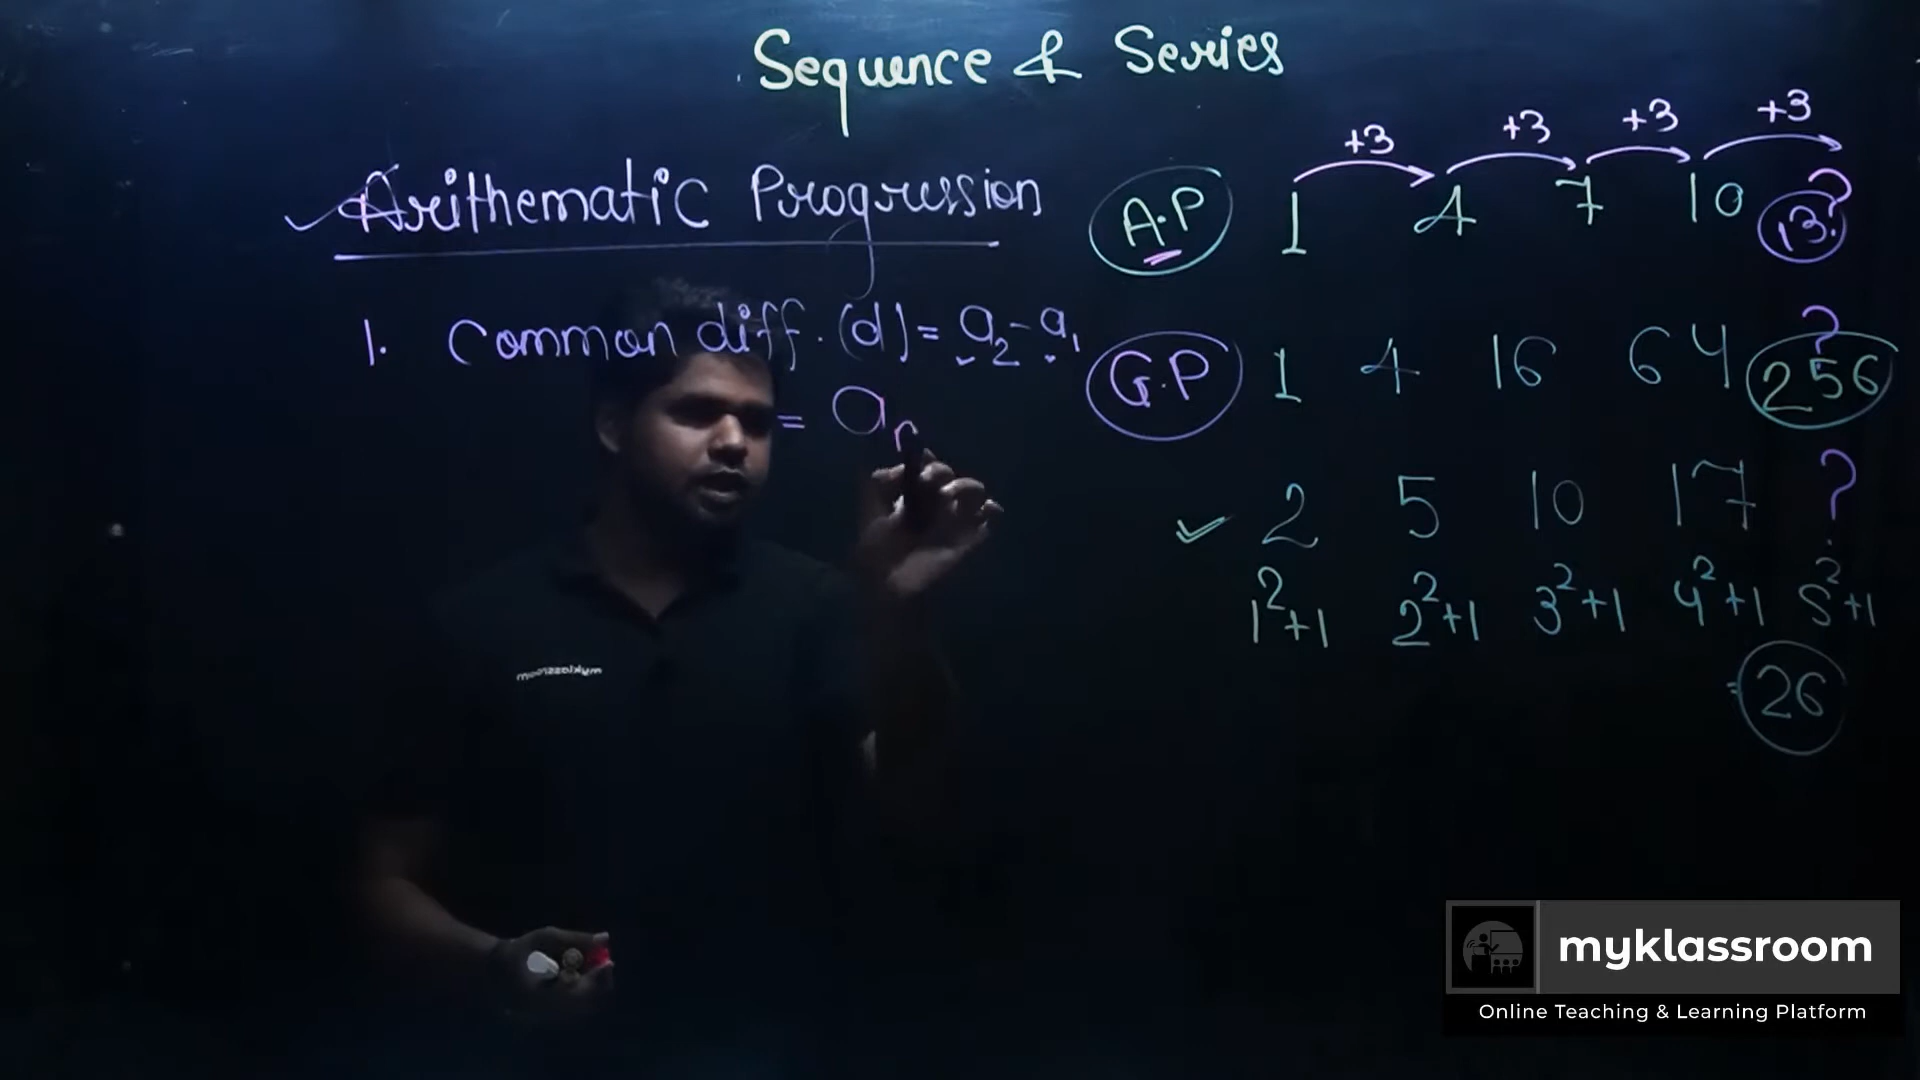 Sequence & Series
Arithematic Progression
1. Common diff. (d) = a₂ - a₁
= aₙ
+3 +3 +3 +3
A.P 1 4 7 10 13? ?
G.P 1 4 16 64 256 ?
2 5 10 17 ?
1²+1 2²+1 3²+1 4²+1 5²+1
= 26
myklassroom
myklassroom
Online Teaching & Learning Platform